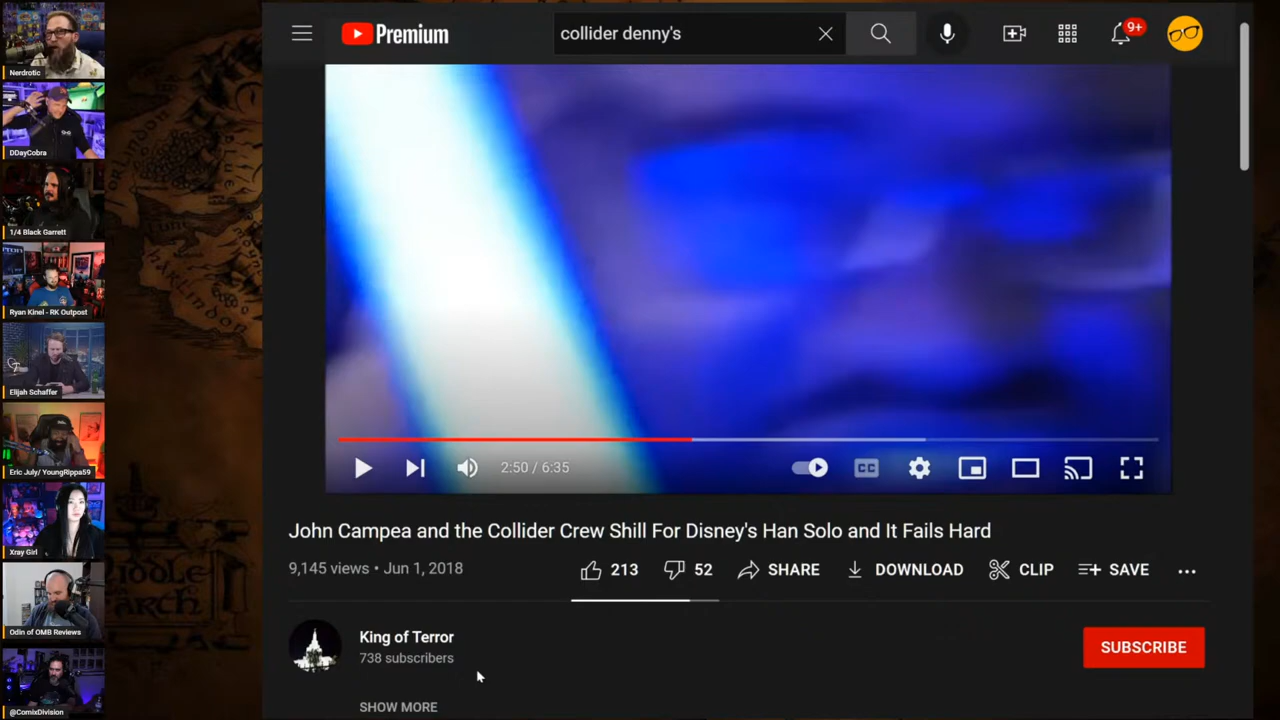 Nerdrotic
DDayCobra
1/4 Black Garrett
Ryan Kinel - RK Outpost
Elijah Schaffer
Eric July/ YoungRippa59
Xray Girl
Odin of OMB Reviews
@ComixDivision
Premium
collider denny's
9+
2:50 / 6:35
CC
John Campea and the Collider Crew Shill For Disney's Han Solo and It Fails Hard
9,145 views • Jun 1, 2018
213
52
SHARE
DOWNLOAD
CLIP
SAVE
King of Terror
738 subscribers
SUBSCRIBE
SHOW MORE